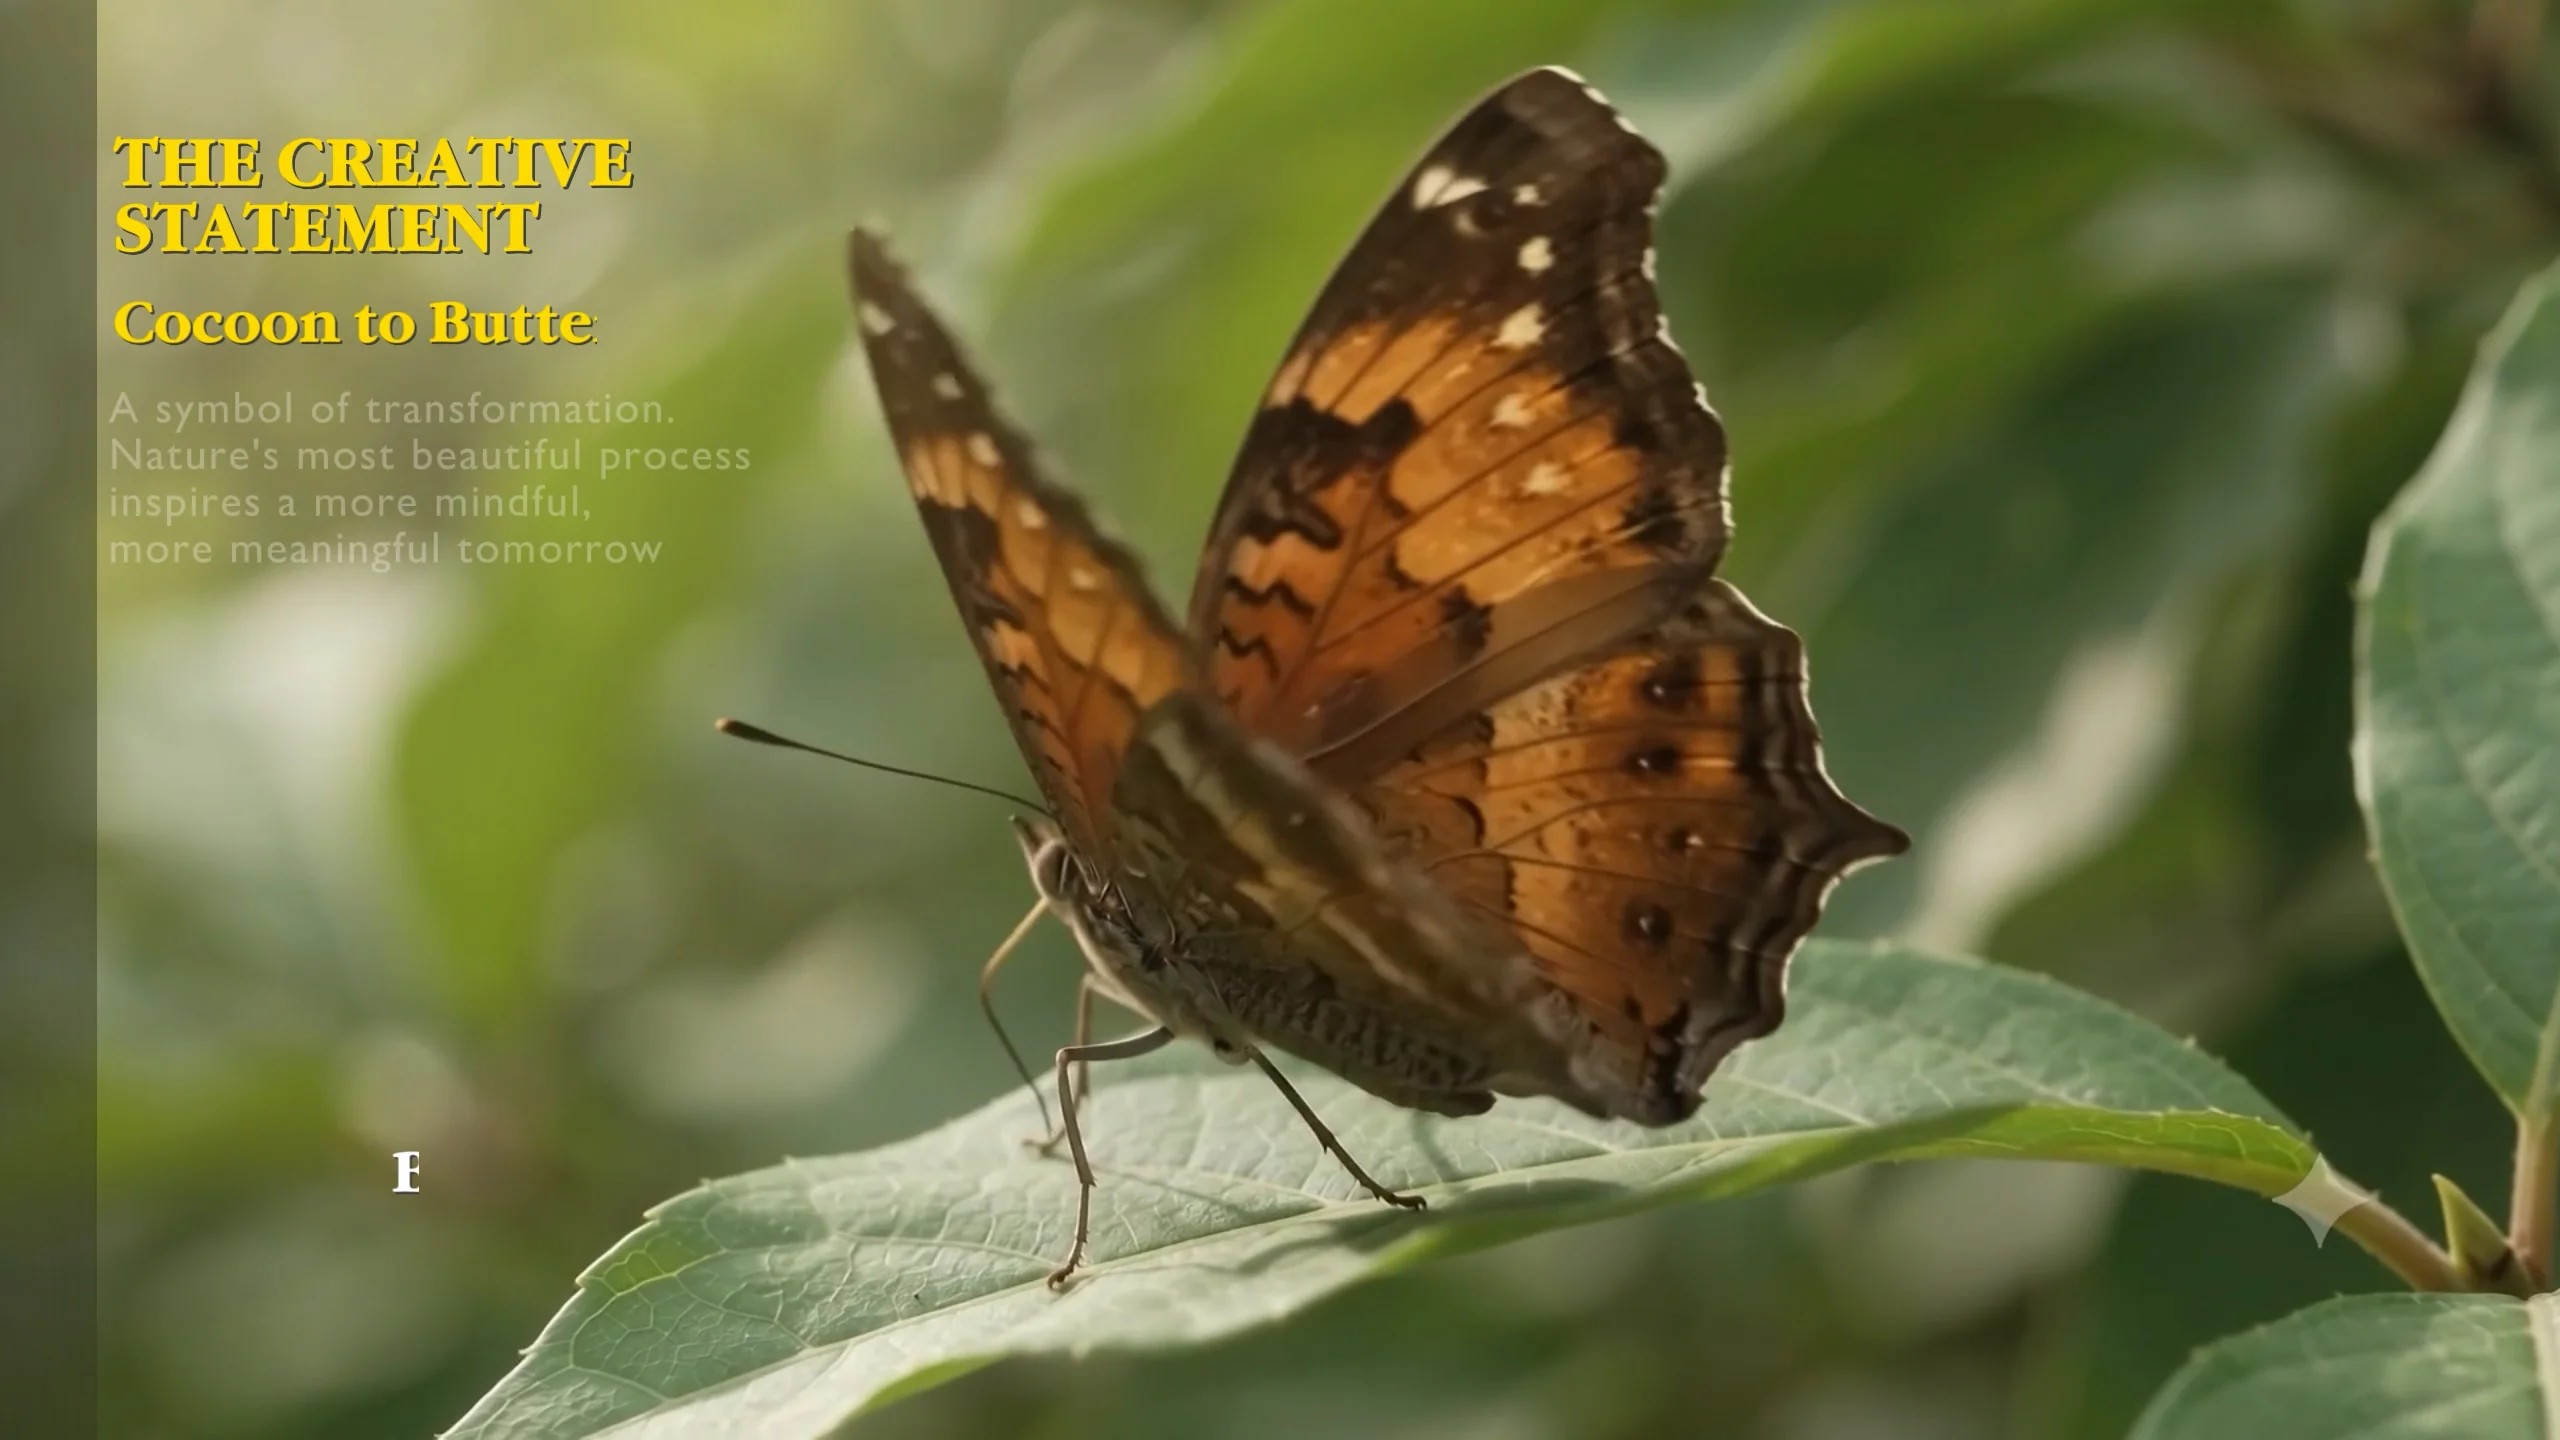 THE CREATIVE
STATEMENT
Cocoon to Butte
A symbol of transformation.
Nature's most beautiful process
inspires a more mindful,
more meaningful tomorrow